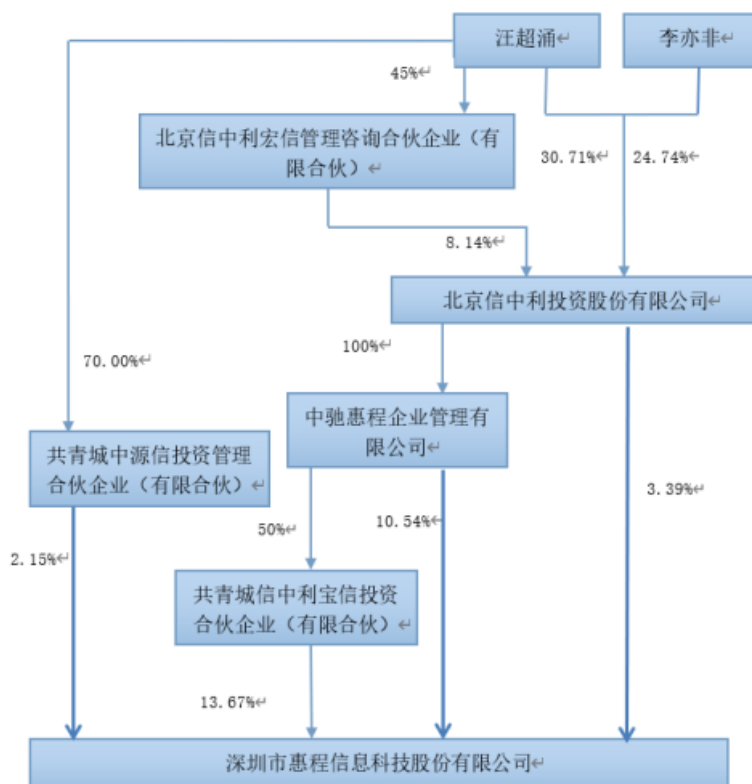 汪超涌↵
李亦非↵
45%↵
北京信中利宏信管理咨询合伙企业（有
限合伙）↵
30.71%↵
24.74%↵
8.14%↵
北京信中利投资股份有限公司↵
100%↵
70.00%↵
中驰惠程企业管理有
限公司↵
共青城中源信投资管理
合伙企业（有限合伙）↵
3.39%↵
10.54%↵
50%↵
2.15%↵
共青城信中利宝信投资
合伙企业（有限合伙）↵
13.67%↵
深圳市惠程信息科技股份有限公司↵